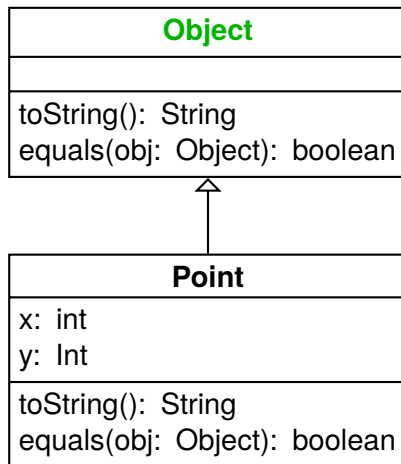 Object
toString(): String
equals(obj: Object): boolean
Point
x: int
y: Int
toString(): String
equals(obj: Object): boolean